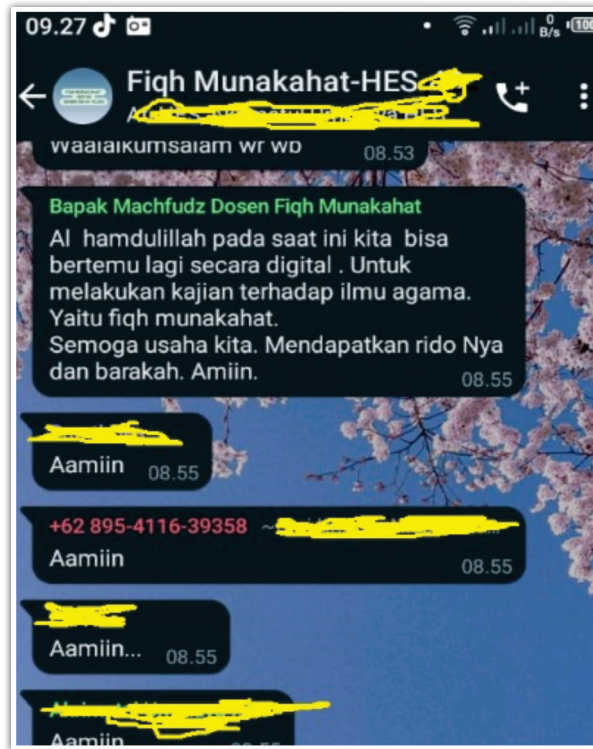 09.27 0 B/s 100
Fiqh Munakahat-HES
Waalaikumsalam wr wb 08.53
Bapak Machfudz Dosen Fiqh Munakahat
Al hamdulillah pada saat ini kita bisa
bertemu lagi secara digital . Untuk
melakukan kajian terhadap ilmu agama.
Yaitu fiqh munakahat.
Semoga usaha kita. Mendapatkan rido Nya
dan barakah. Amiin. 08.55
Aamiin 08.55
+62 895-4116-39358 ~
Aamiin 08.55
Aamiin... 08.55
Aamiin